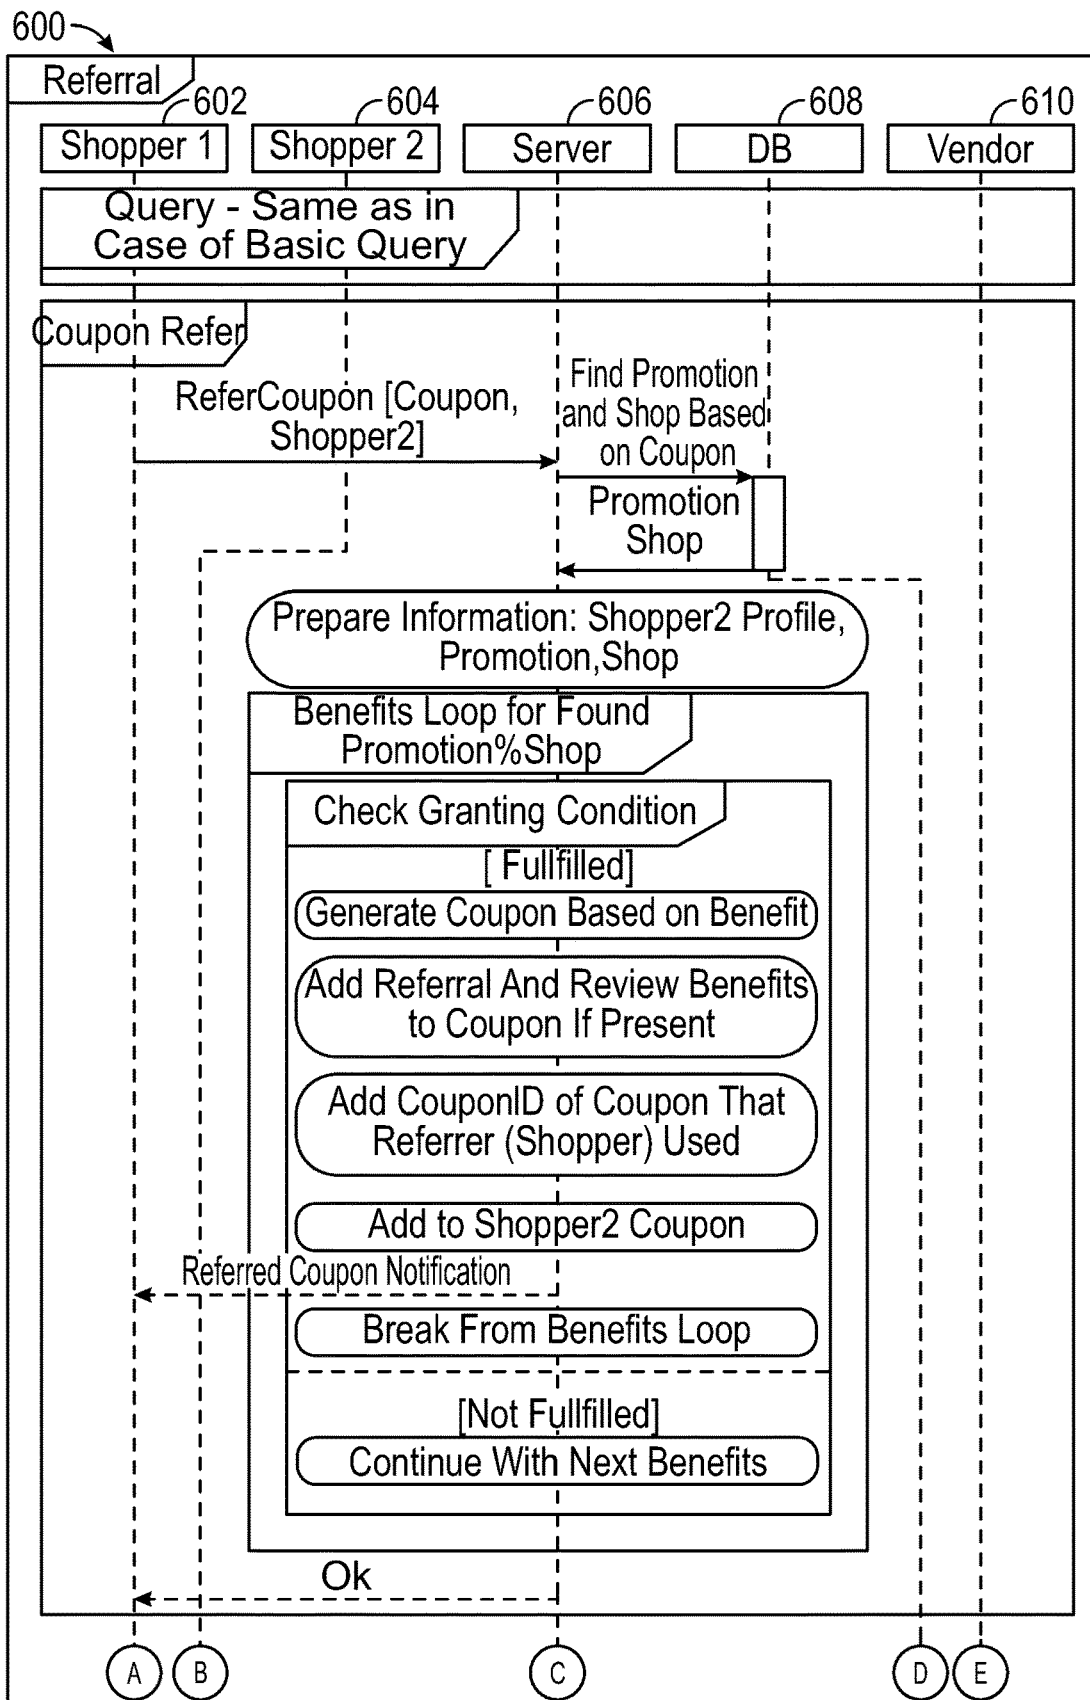 600
Referral
602
604
606
608
610
Shopper 1
Shopper 2
Server
DB
Vendor
Query - Same as in
Case of Basic Query
Coupon Refer
ReferCoupon [Coupon,
Shopper2]
Find Promotion
and Shop Based
on Coupon
Promotion
Shop
Prepare Information: Shopper2 Profile,
Promotion,Shop
Benefits Loop for Found
Promotion%Shop
Check Granting Condition
[ Fullfilled]
Generate Coupon Based on Benefit
Add Referral And Review Benefits
to Coupon If Present
Add CouponID of Coupon That
Referrer (Shopper) Used
Add to Shopper2 Coupon
Referred Coupon Notification
Break From Benefits Loop
[Not Fullfilled]
Continue With Next Benefits
Ok
A
B
C
D
E